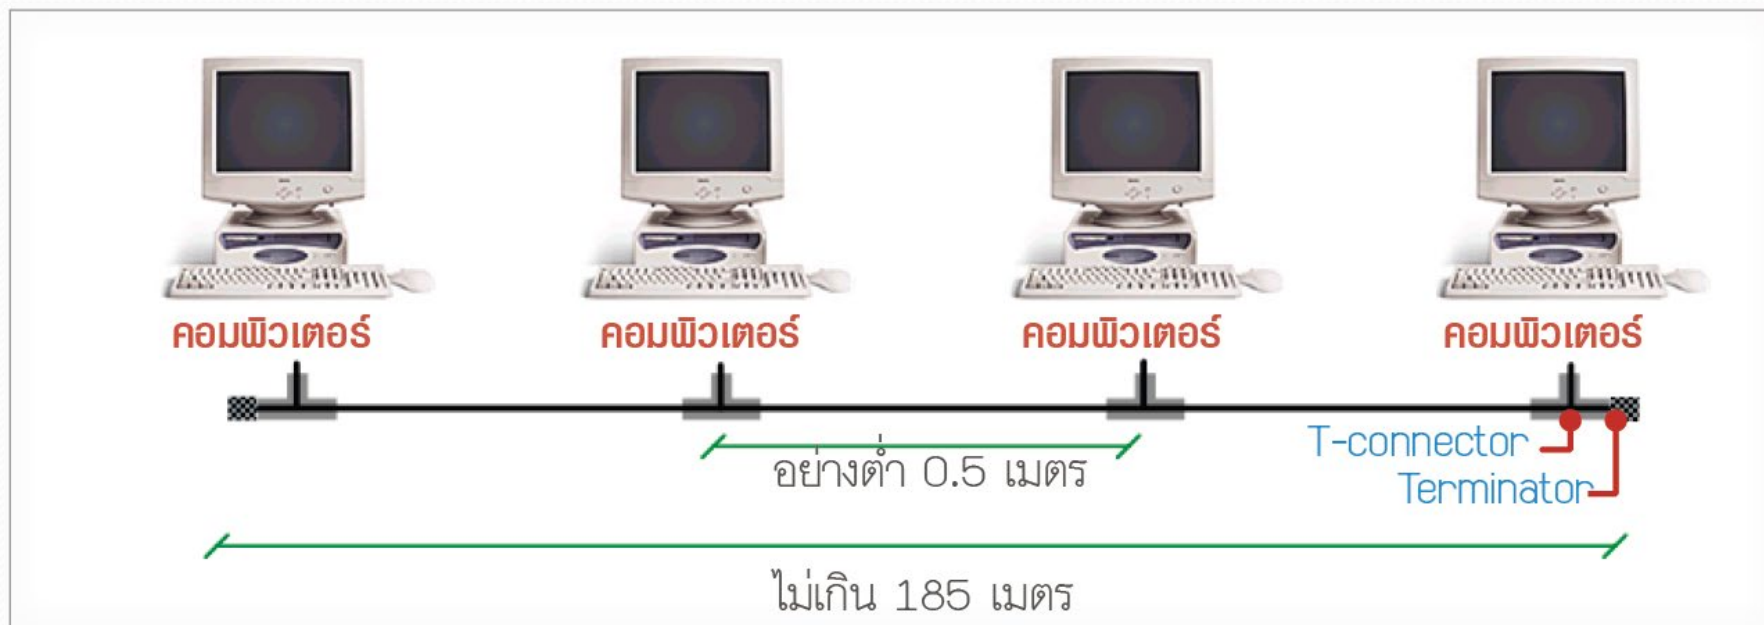 คอมพิวเตอร์ คอมพิวเตอร์ คอมพิวเตอร์ คอมพิวเตอร์
T-connector
อย่างต่ำ 0.5 เมตร
Terminator
ไม่เกิน 185 เมตร